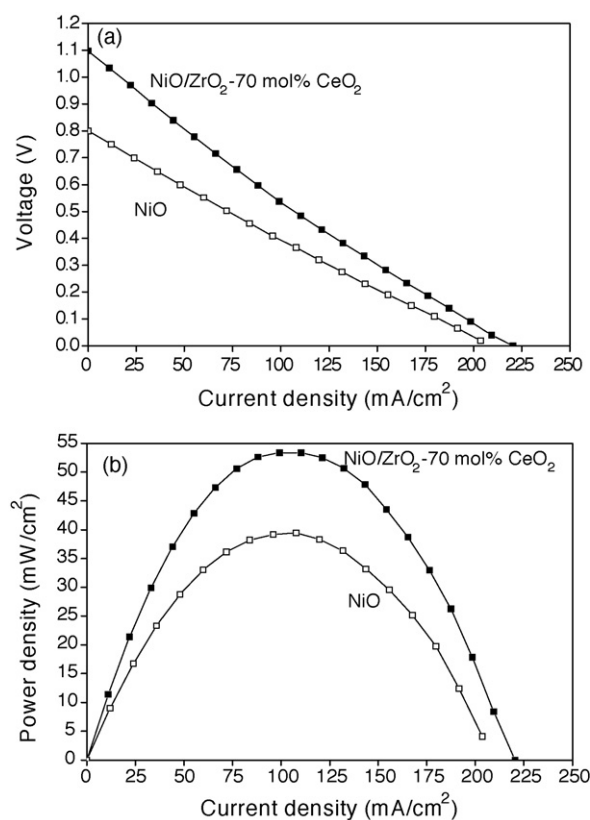 (a)
NiO/ZrO₂-70 mol% CeO₂
NiO
Voltage (V)
1.2
1.1
1.0
0.9
0.8
0.7
0.6
0.5
0.4
0.3
0.2
0.1
0.0
0 25 50 75 100 125 150 175 200 225 250
Current density (mA/cm²)
(b)
NiO/ZrO₂-70 mol% CeO₂
NiO
Power density (mW/cm²)
55
50
45
40
35
30
25
20
15
10
5
0
0 25 50 75 100 125 150 175 200 225 250
Current density (mA/cm²)